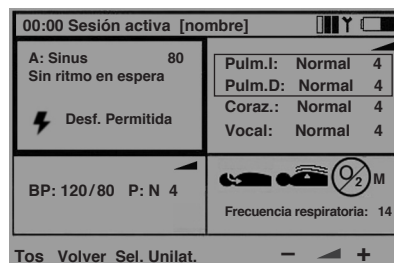 00:00 Sesión activa [nombre]
A: Sinus 80
Sin ritmo en espera
Desf. Permitida
Pulm.I: Normal 4
Pulm.D: Normal 4
Coraz.: Normal 4
Vocal: Normal 4
BP: 120/80 P: N 4
O2 M
Frecuencia respiratoria: 14
Tos Volver Sel. Unilat. − +